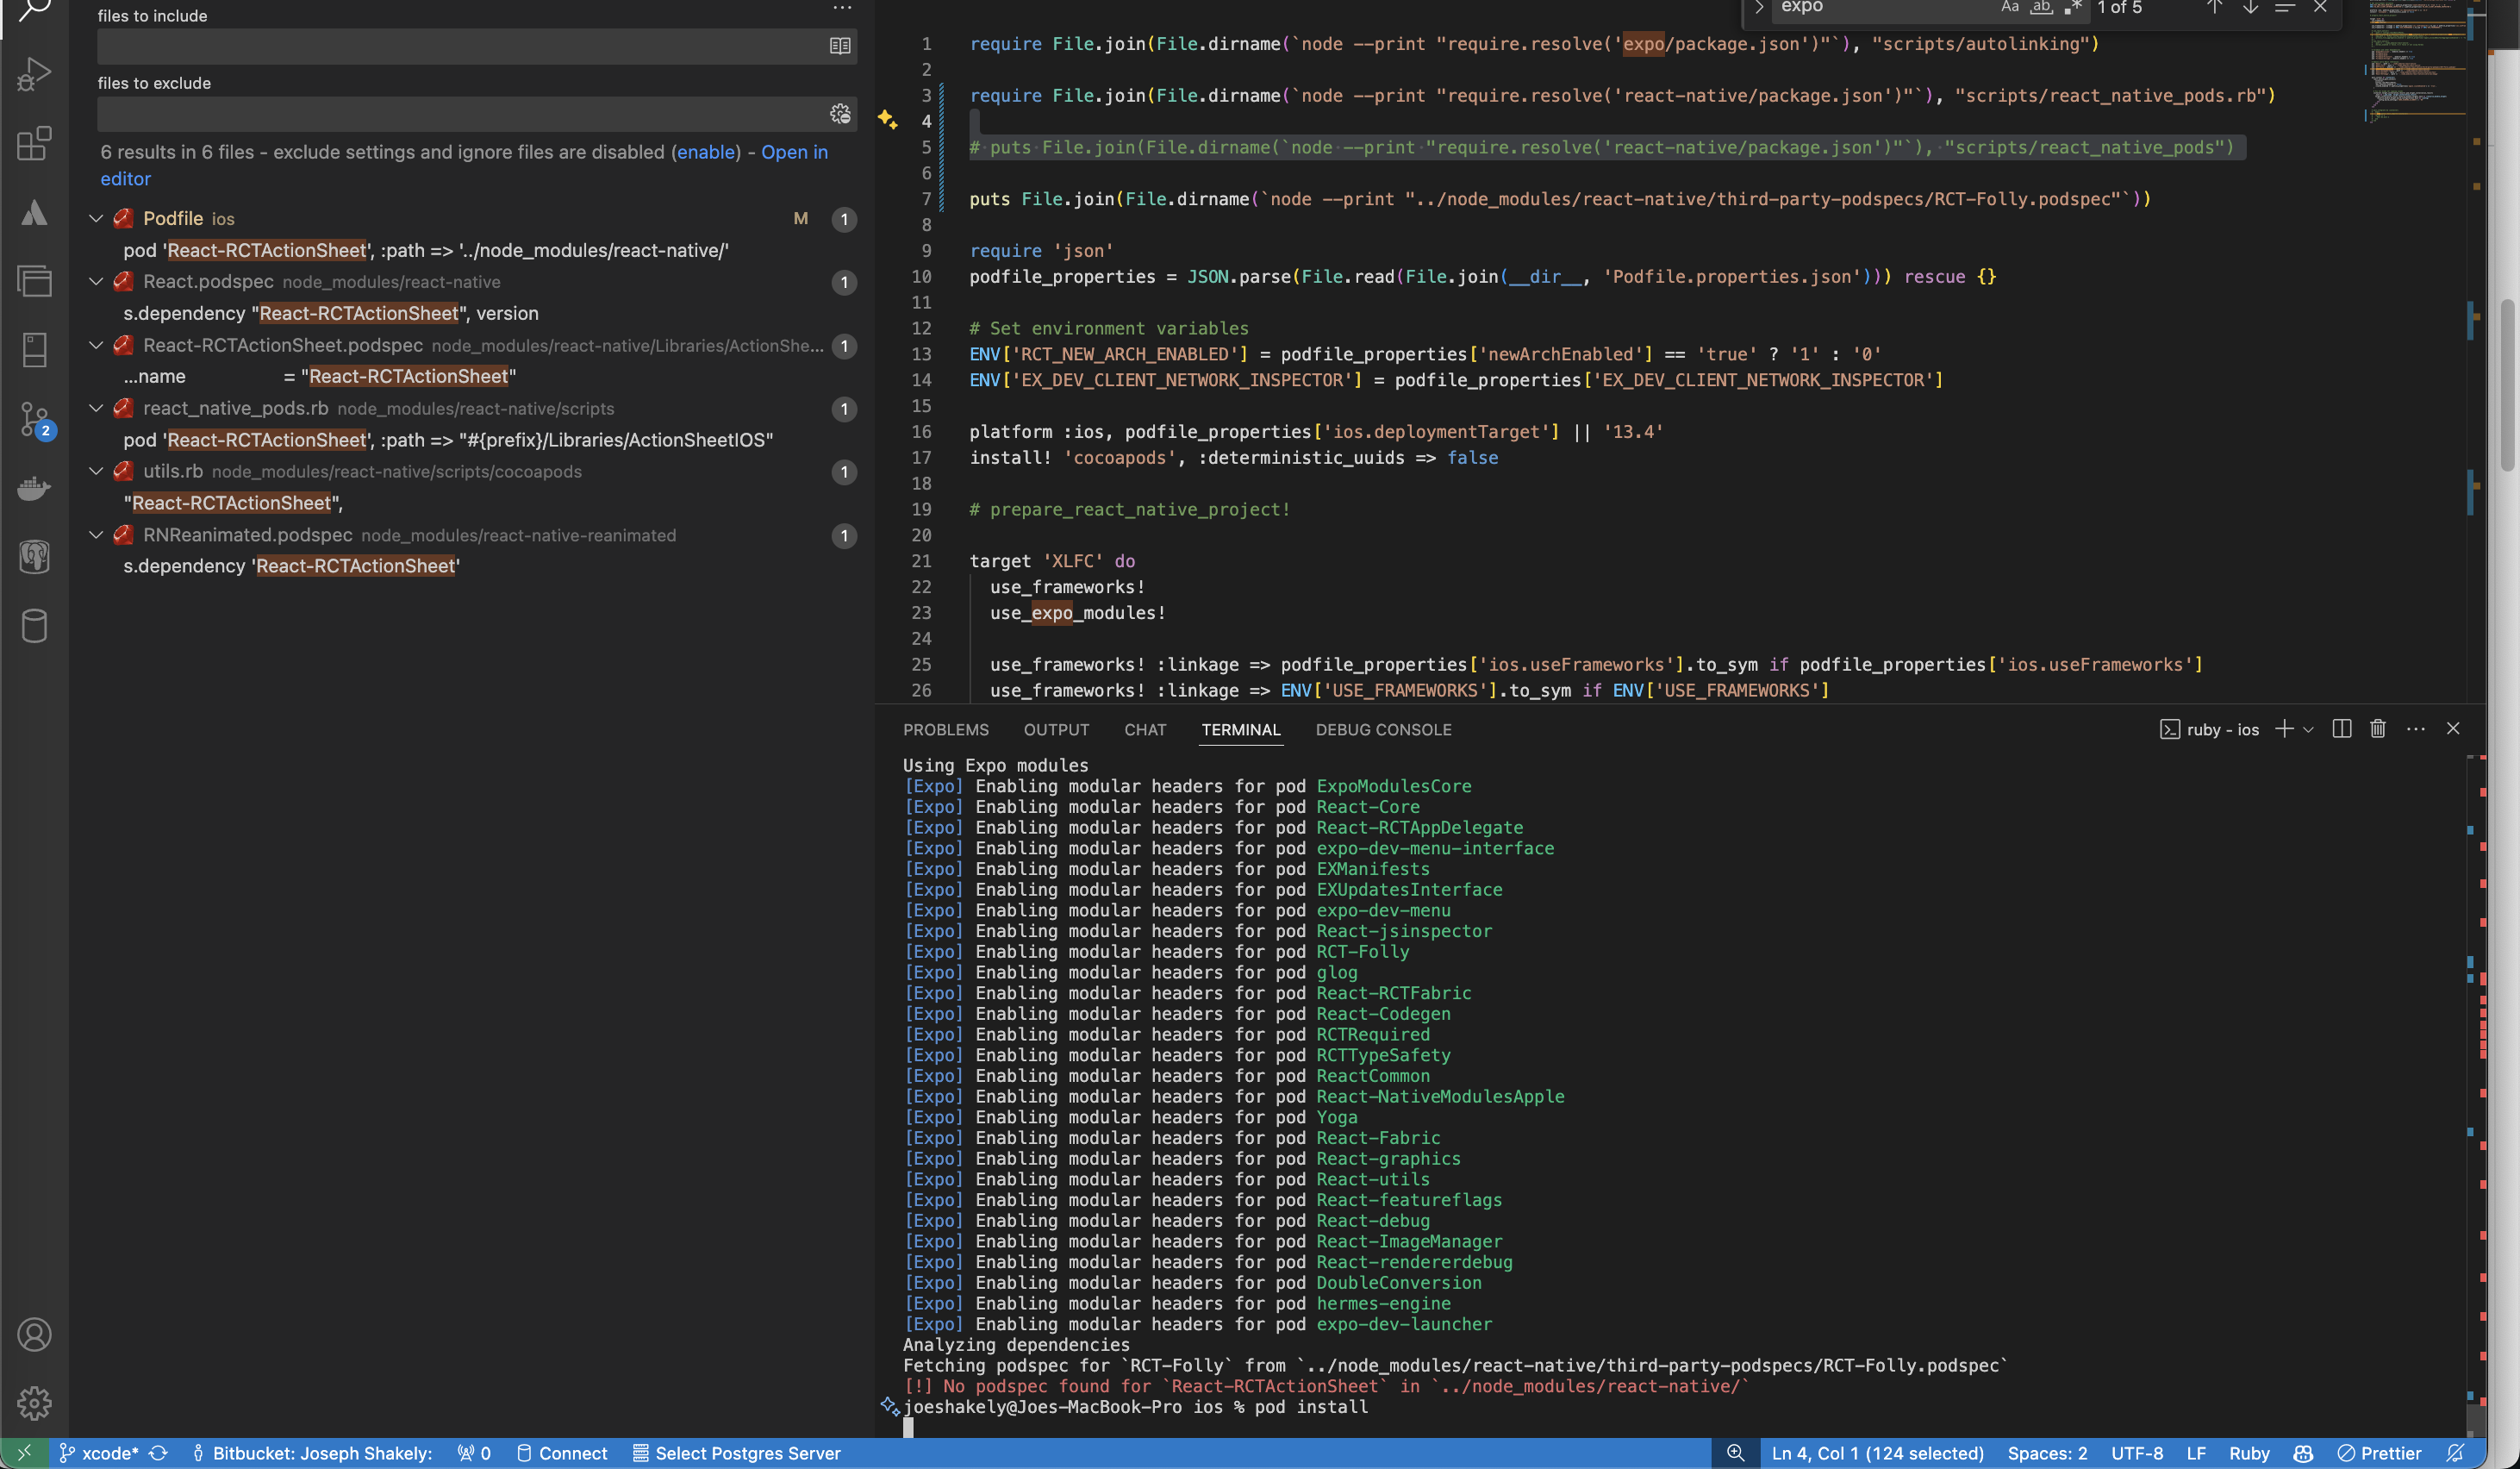 files to include
files to exclude
6 results in 6 files - exclude settings and ignore files are disabled (enable) - Open in
editor
Podfile ios M 1
pod 'React-RCTActionSheet', :path => '../node_modules/react-native/'
React.podspec node_modules/react-native 1
s.dependency "React-RCTActionSheet", version
React-RCTActionSheet.podspec node_modules/react-native/Libraries/ActionShe... 1
...name = "React-RCTActionSheet"
react_native_pods.rb node_modules/react-native/scripts 1
pod 'React-RCTActionSheet', :path => "#{prefix}/Libraries/ActionSheetIOS"
utils.rb node_modules/react-native/scripts/cocoapods 1
"React-RCTActionSheet",
RNReanimated.podspec node_modules/react-native-reanimated 1
s.dependency 'React-RCTActionSheet'
2
expo Aa ab .* 1 of 5
1 require File.join(File.dirname(`node --print "require.resolve('expo/package.json')"`), "scripts/autolinking")
2
3 require File.join(File.dirname(`node --print "require.resolve('react-native/package.json')"`), "scripts/react_native_pods.rb")
4
5 # puts File.join(File.dirname(`node --print "require.resolve('react-native/package.json')"`), "scripts/react_native_pods")
6
7 puts File.join(File.dirname(`node --print "../node_modules/react-native/third-party-podspecs/RCT-Folly.podspec"`))
8
9 require 'json'
10 podfile_properties = JSON.parse(File.read(File.join(__dir__, 'Podfile.properties.json'))) rescue {}
11
12 # Set environment variables
13 ENV['RCT_NEW_ARCH_ENABLED'] = podfile_properties['newArchEnabled'] == 'true' ? '1' : '0'
14 ENV['EX_DEV_CLIENT_NETWORK_INSPECTOR'] = podfile_properties['EX_DEV_CLIENT_NETWORK_INSPECTOR']
15
16 platform :ios, podfile_properties['ios.deploymentTarget'] || '13.4'
17 install! 'cocoapods', :deterministic_uuids => false
18
19 # prepare_react_native_project!
20
21 target 'XLFC' do
22 use_frameworks!
23 use_expo_modules!
24
25 use_frameworks! :linkage => podfile_properties['ios.useFrameworks'].to_sym if podfile_properties['ios.useFrameworks']
26 use_frameworks! :linkage => ENV['USE_FRAMEWORKS'].to_sym if ENV['USE_FRAMEWORKS']
PROBLEMS OUTPUT CHAT TERMINAL DEBUG CONSOLE ruby - ios
Using Expo modules
[Expo] Enabling modular headers for pod ExpoModulesCore
[Expo] Enabling modular headers for pod React-Core
[Expo] Enabling modular headers for pod React-RCTAppDelegate
[Expo] Enabling modular headers for pod expo-dev-menu-interface
[Expo] Enabling modular headers for pod EXManifests
[Expo] Enabling modular headers for pod EXUpdatesInterface
[Expo] Enabling modular headers for pod expo-dev-menu
[Expo] Enabling modular headers for pod React-jsinspector
[Expo] Enabling modular headers for pod RCT-Folly
[Expo] Enabling modular headers for pod glog
[Expo] Enabling modular headers for pod React-RCTFabric
[Expo] Enabling modular headers for pod React-Codegen
[Expo] Enabling modular headers for pod RCTRequired
[Expo] Enabling modular headers for pod RCTTypeSafety
[Expo] Enabling modular headers for pod ReactCommon
[Expo] Enabling modular headers for pod React-NativeModulesApple
[Expo] Enabling modular headers for pod Yoga
[Expo] Enabling modular headers for pod React-Fabric
[Expo] Enabling modular headers for pod React-graphics
[Expo] Enabling modular headers for pod React-utils
[Expo] Enabling modular headers for pod React-featureflags
[Expo] Enabling modular headers for pod React-debug
[Expo] Enabling modular headers for pod React-ImageManager
[Expo] Enabling modular headers for pod React-rendererdebug
[Expo] Enabling modular headers for pod DoubleConversion
[Expo] Enabling modular headers for pod hermes-engine
[Expo] Enabling modular headers for pod expo-dev-launcher
Analyzing dependencies
Fetching podspec for `RCT-Folly` from `../node_modules/react-native/third-party-podspecs/RCT-Folly.podspec`
[!] No podspec found for `React-RCTActionSheet` in `../node_modules/react-native/`
joeshakely@Joes-MacBook-Pro ios % pod install
xcode* Bitbucket: Joseph Shakely: 0 Connect Select Postgres Server Ln 4, Col 1 (124 selected) Spaces: 2 UTF-8 LF Ruby Prettier